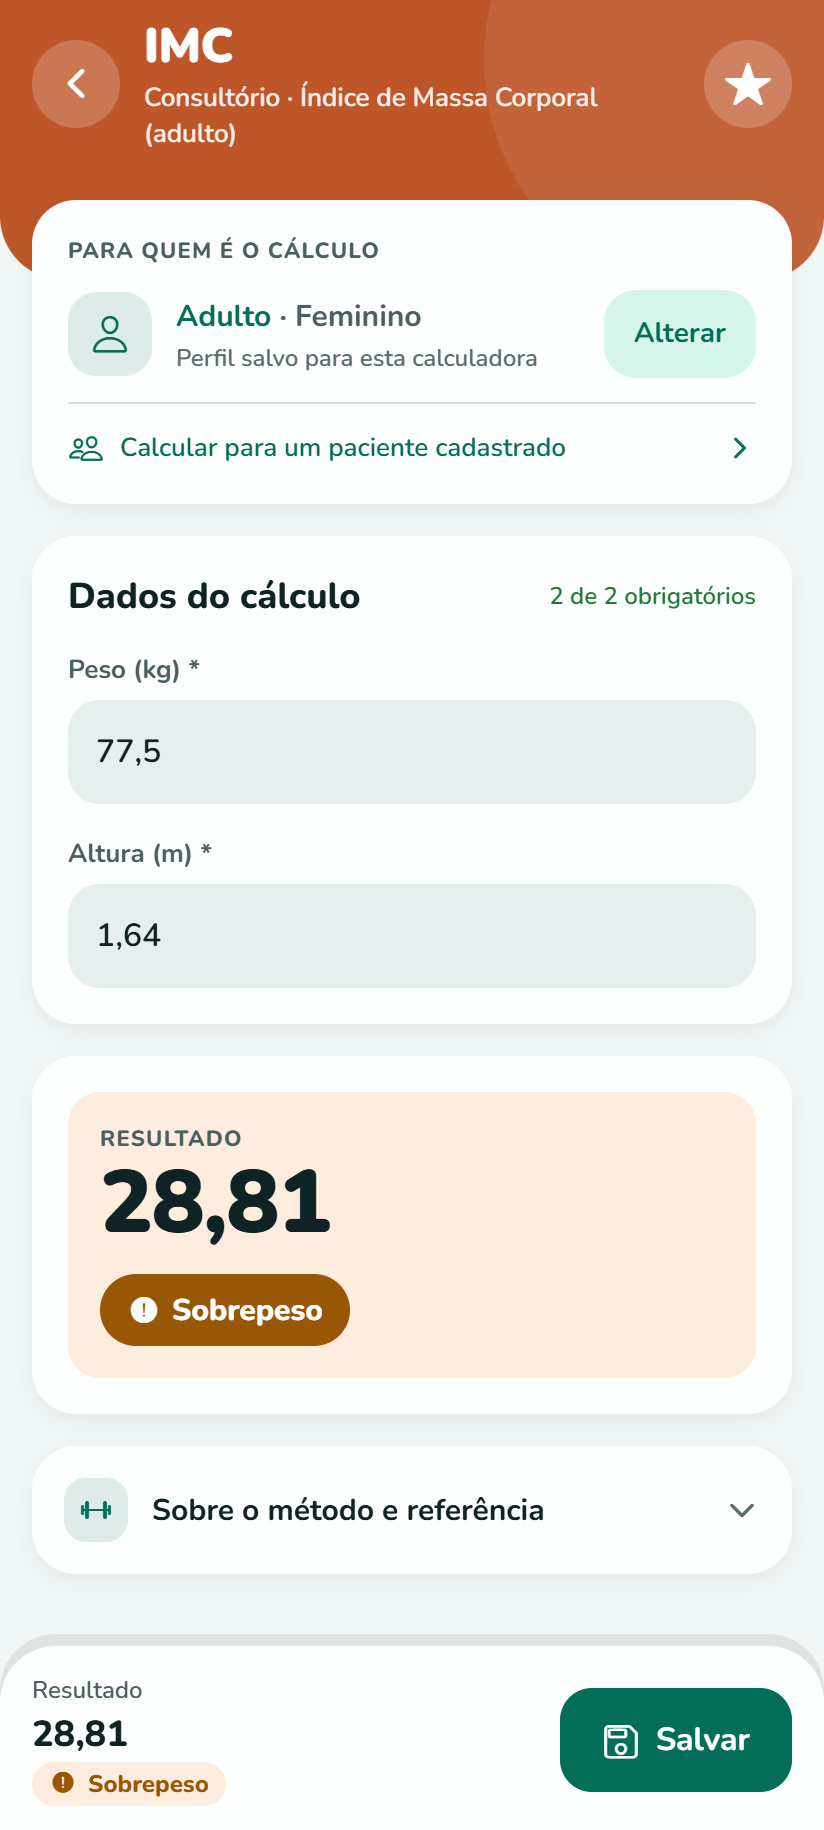 IMC
Consultório · Índice de Massa Corporal
(adulto)
PARA QUEM É O CÁLCULO
Adulto · Feminino
Perfil salvo para esta calculadora
Alterar
Calcular para um paciente cadastrado
Dados do cálculo
2 de 2 obrigatórios
Peso (kg) *
77,5
Altura (m) *
1,64
RESULTADO
28,81
Sobrepeso
Sobre o método e referência
Resultado
28,81
Sobrepeso
Salvar